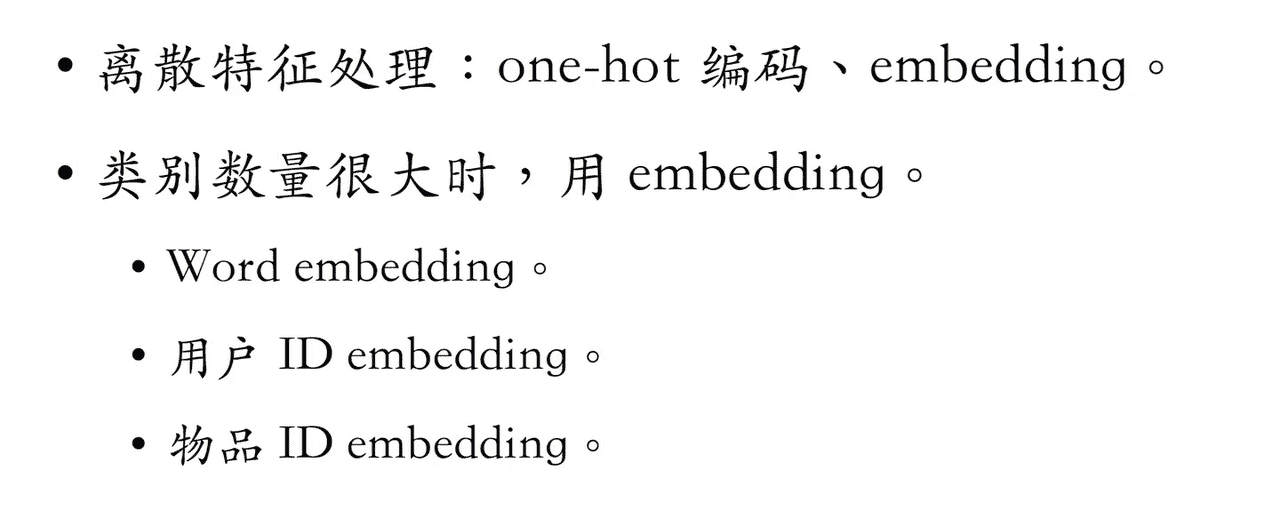 • 离散特征处理：one-hot 编码、embedding。
• 类别数量很大时，用 embedding。
• Word embedding。
• 用户 ID embedding。
• 物品 ID embedding。